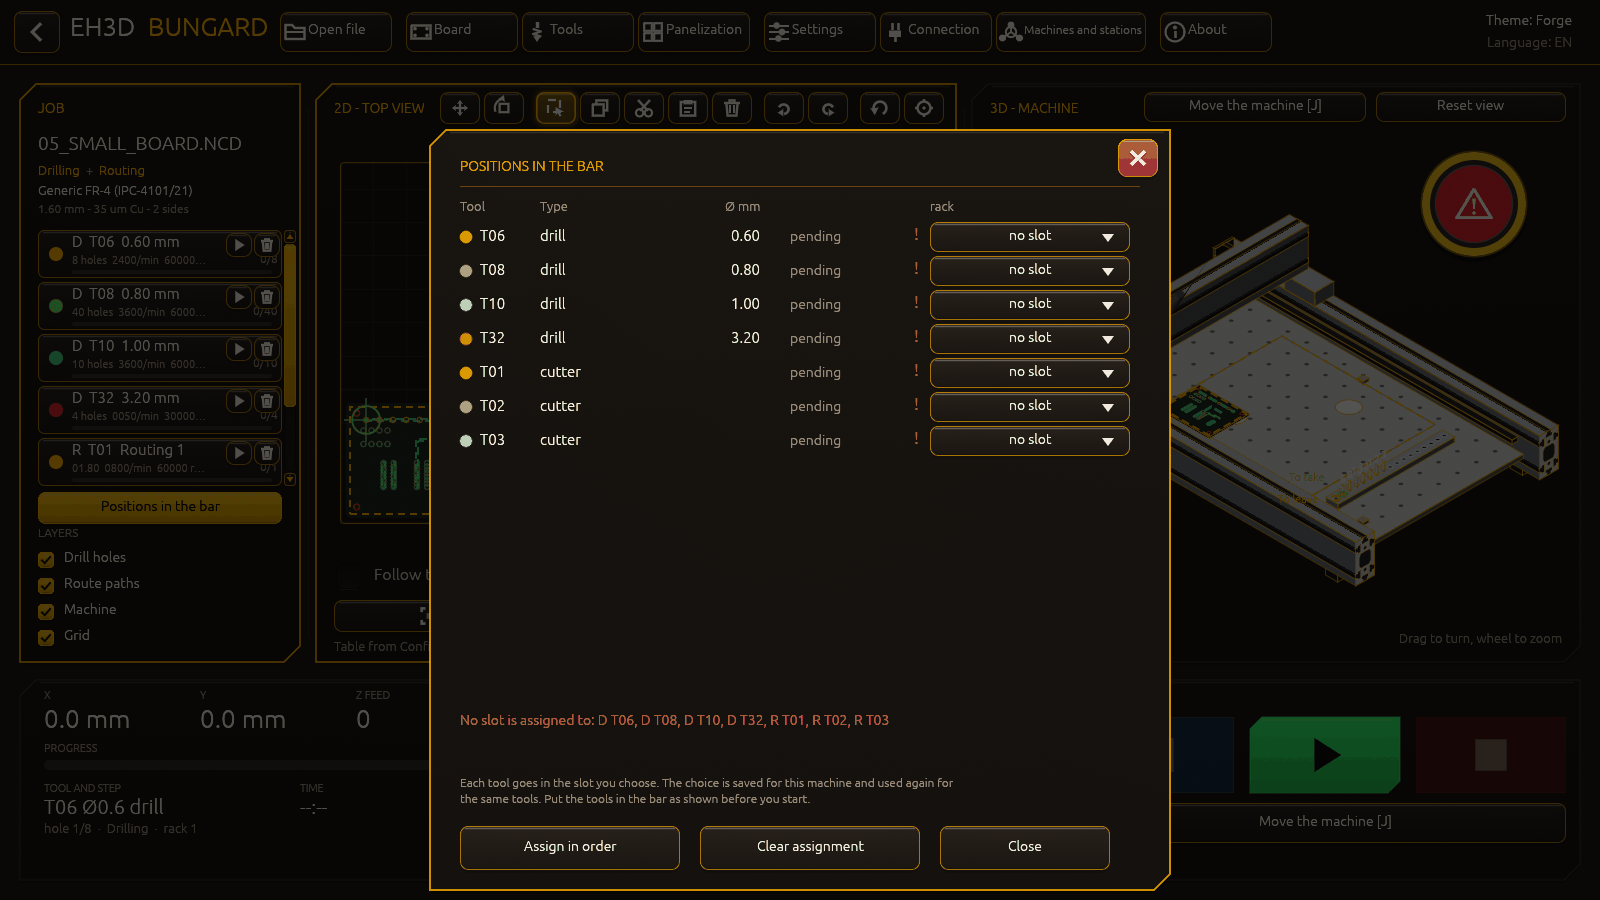 EH3D BUNGARD
Open file
Board
Tools
Panelization
Settings
Connection
Machines and stations
About
Theme: Forge
Language: EN
JOB
05_SMALL_BOARD.NCD
Drilling + Routing
Generic FR-4 (IPC-4101/21)
1.60 mm - 35 um Cu - 2 sides
D T06 0.60 mm
8 holes 2400/min 60000...
0/8
D T08 0.80 mm
40 holes 3600/min 6000...
0/40
D T10 1.00 mm
10 holes 3600/min 6000...
0/10
D T32 3.20 mm
4 holes 0050/min 30000...
0/4
R T01 Routing 1
01.80 0800/min 60000 r...
0/1
Positions in the bar
LAYERS
Drill holes
Route paths
Machine
Grid
2D - TOP VIEW
Follow t
Table from Conf
3D - MACHINE
Move the machine [J]
Reset view
To take
Drag to turn, wheel to zoom
POSITIONS IN THE BAR
Tool Type Ø mm rack
T06 drill 0.60 pending ! no slot
T08 drill 0.80 pending ! no slot
T10 drill 1.00 pending ! no slot
T32 drill 3.20 pending ! no slot
T01 cutter pending ! no slot
T02 cutter pending ! no slot
T03 cutter pending ! no slot
No slot is assigned to: D T06, D T08, D T10, D T32, R T01, R T02, R T03
Each tool goes in the slot you choose. The choice is saved for this machine and used again for
the same tools. Put the tools in the bar as shown before you start.
Assign in order
Clear assignment
Close
X
0.0 mm
Y
0.0 mm
Z FEED
0
PROGRESS
TOOL AND STEP
T06 Ø0.6 drill
hole 1/8 · Drilling · rack 1
TIME
--:--
Move the machine [J]